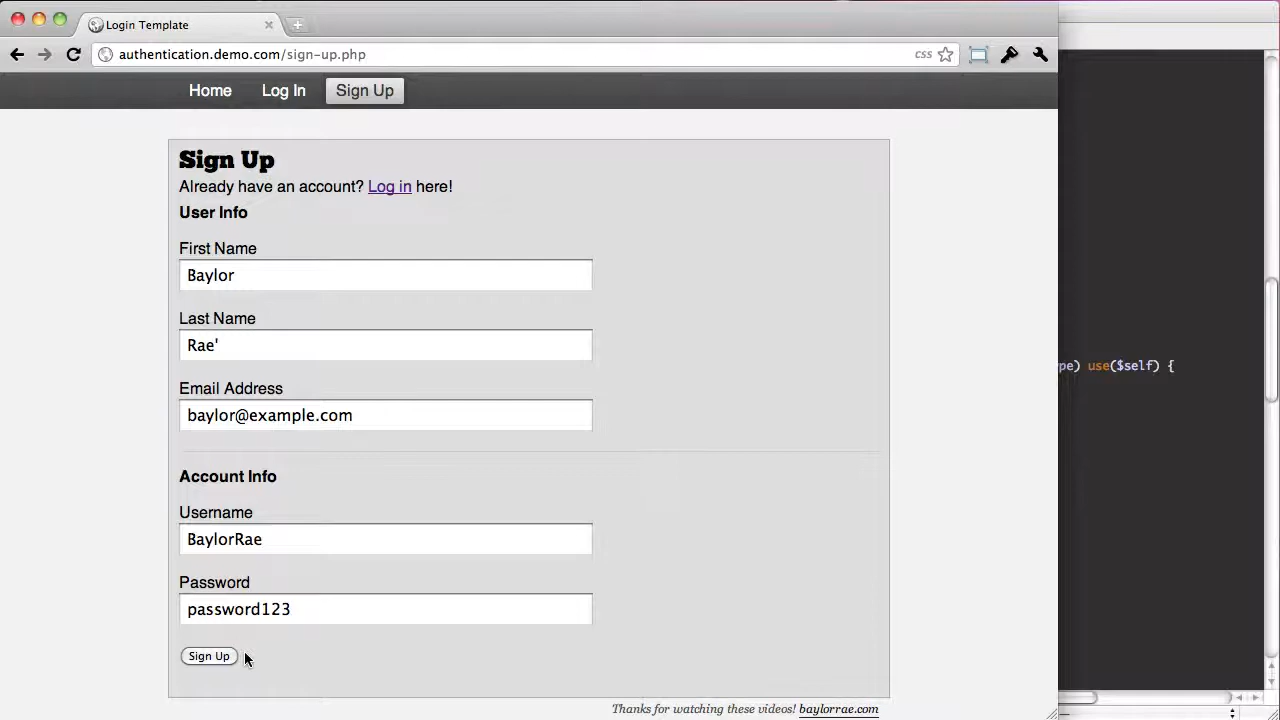 Login Template
authentication.demo.com/sign-up.php
css
Home Log In Sign Up
Sign Up
Already have an account? Log in here!
User Info
First Name
Baylor
Last Name
Rae'
pe) use($self) {
Email Address
baylor@example.com
Account Info
Username
BaylorRae
Password
password123
Sign Up
Thanks for watching these videos! baylorrae.com